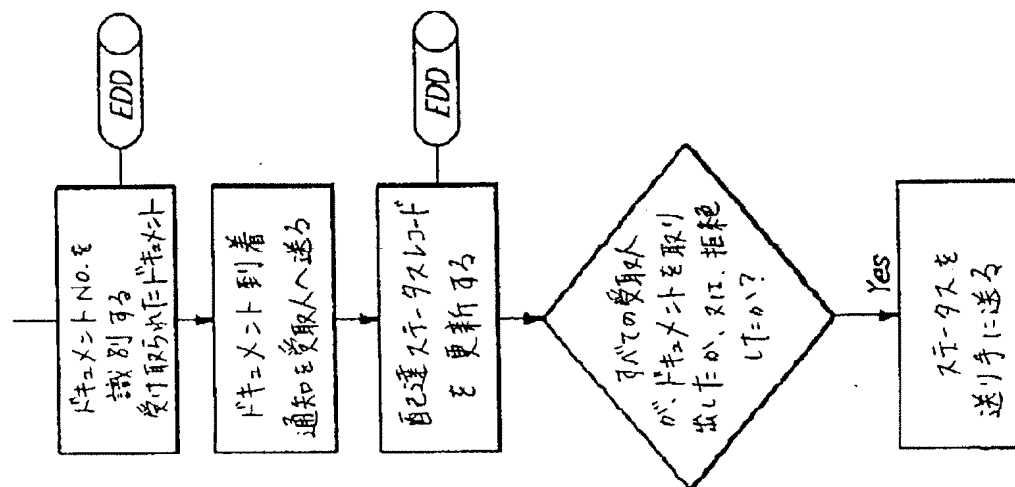 EDD
ドキュメントNo.を
識別する
受け取られたドキュメント
ドキュメント到着
通知を受取人へ送る
EDD
配達ステータスレコード
を更新する
すべての受取人
が、ドキュメントを取り
出したか、又は、拒絶
したか?
Yes
ステータスを
送り手に送る